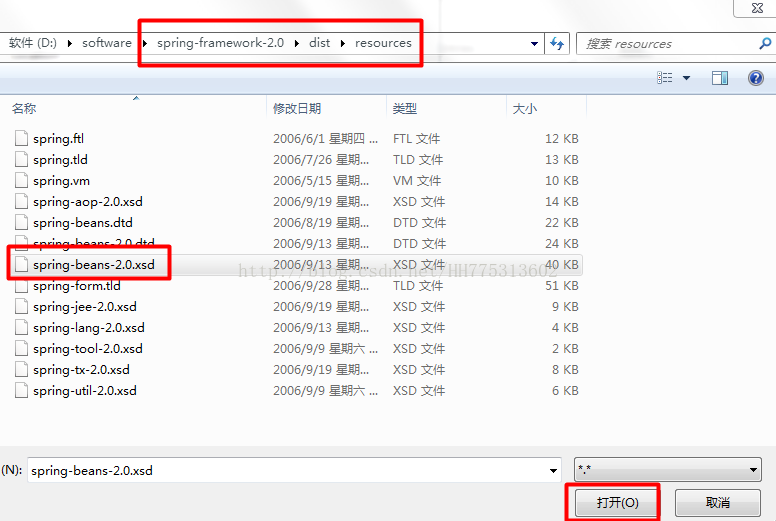 软件 (D:) ▸ software ▸ spring-framework-2.0 ▸ dist ▸ resources
搜索 resources
名称 修改日期 类型 大小
spring.ftl 2006/6/1 星期四 ... FTL 文件 12 KB
spring.tld 2006/7/26 星期... TLD 文件 13 KB
spring.vm 2006/5/15 星期... VM 文件 10 KB
spring-aop-2.0.xsd 2006/9/19 星期... XSD 文件 14 KB
spring-beans.dtd 2006/8/19 星期... DTD 文件 22 KB
spring-beans-2.0.dtd 2006/9/13 星期... DTD 文件 24 KB
spring-beans-2.0.xsd 2006/9/13 星期... XSD 文件 40 KB
http://blog.csdn.net/HH775313602
spring-form.tld 2006/9/28 星期... TLD 文件 51 KB
spring-jee-2.0.xsd 2006/9/19 星期... XSD 文件 9 KB
spring-lang-2.0.xsd 2006/9/13 星期... XSD 文件 4 KB
spring-tool-2.0.xsd 2006/9/9 星期六 ... XSD 文件 2 KB
spring-tx-2.0.xsd 2006/9/19 星期... XSD 文件 8 KB
spring-util-2.0.xsd 2006/9/9 星期六 ... XSD 文件 6 KB
(N): spring-beans-2.0.xsd *.*
打开(O) 取消